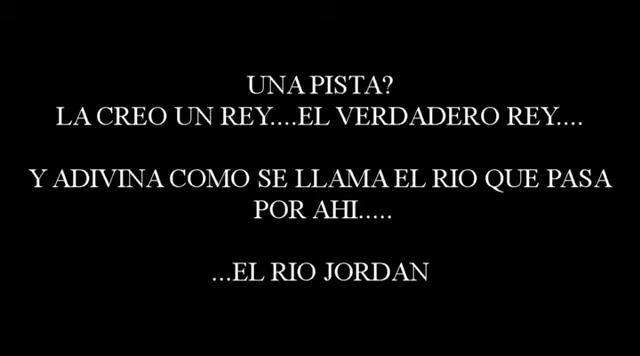 UNA PISTA?
LA CREO UN REY....EL VERDADERO REY....
Y ADIVINA COMO SE LLAMA EL RIO QUE PASA
POR AHI.....
...EL RIO JORDAN